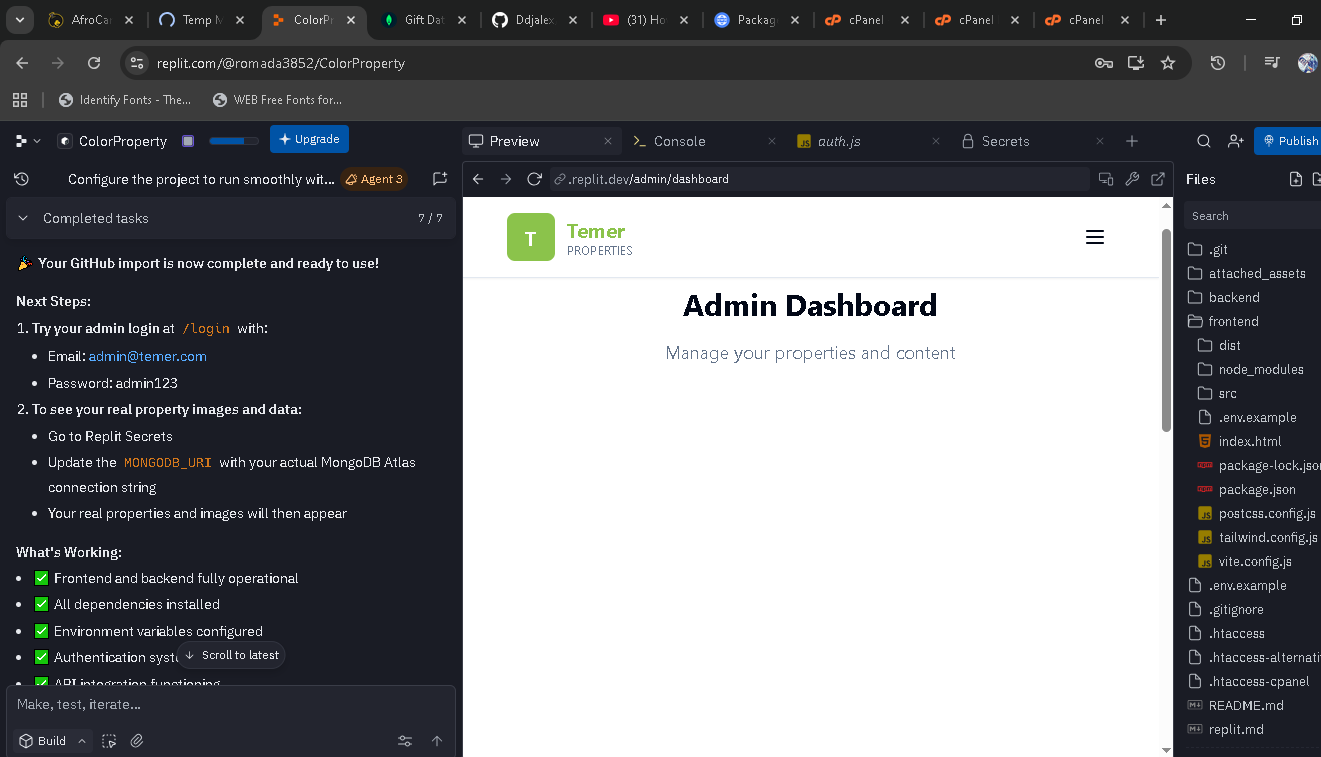 AfroCar
Temp M
ColorPr
Gift Dat
Ddjalex
(31) Ho
Packag
cPanel
cPanel
cPanel
replit.com/@romada3852/ColorProperty
Identify Fonts - The...
WEB Free Fonts for...
ColorProperty
Upgrade
Preview
Console
auth.js
Secrets
Publish
Configure the project to run smoothly wit...
Agent 3
.replit.dev/admin/dashboard
Files
Completed tasks
7 / 7
Your GitHub import is now complete and ready to use!
Next Steps:
1. Try your admin login at /login with:
• Email: admin@temer.com
• Password: admin123
2. To see your real property images and data:
• Go to Replit Secrets
• Update the MONGODB_URI with your actual MongoDB Atlas
connection string
• Your real properties and images will then appear
What's Working:
• ✅ Frontend and backend fully operational
• ✅ All dependencies installed
• ✅ Environment variables configured
• ✅ Authentication syste
Scroll to latest
• ✅ API integration functioning
Make, test, iterate...
Build
T
Temer
PROPERTIES
Admin Dashboard
Manage your properties and content
Search
.git
attached_assets
backend
frontend
dist
node_modules
src
.env.example
index.html
package-lock.json
package.json
postcss.config.js
tailwind.config.js
vite.config.js
.env.example
.gitignore
.htaccess
.htaccess-alternati
.htaccess-cpanel
README.md
replit.md